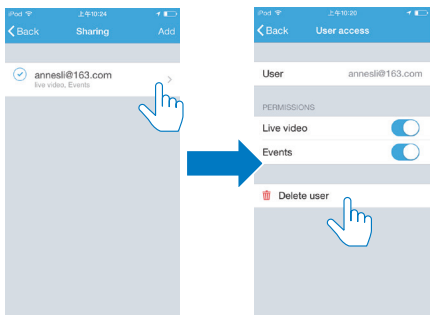 iPod 上午10:24
Back Sharing Add
annesli@163.com
live video, Events
iPod 上午10:20
Back User access
User annesli@163.com
PERMISSIONS
Live video
Events
Delete user